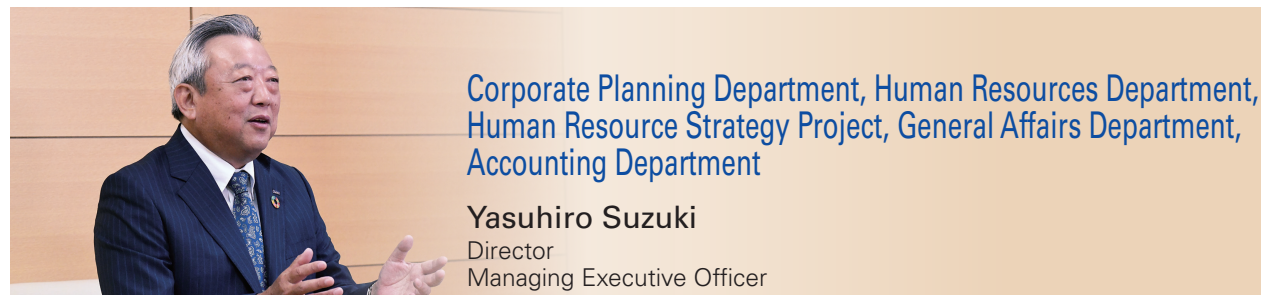 Corporate Planning Department, Human Resources Department,
Human Resource Strategy Project, General Affairs Department,
Accounting Department
Yasuhiro Suzuki
Director
Managing Executive Officer